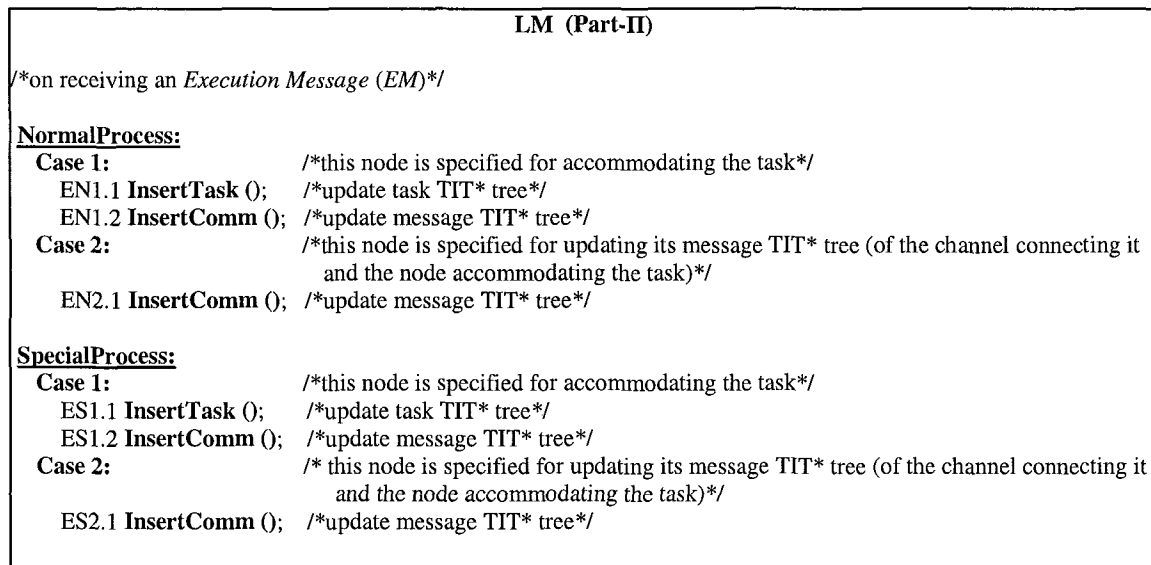 LM (Part-II)
/*on receiving an Execution Message (EM)*/
NormalProcess:
Case 1: /*this node is specified for accommodating the task*/
EN1.1 InsertTask (); /*update task TIT* tree*/
EN1.2 InsertComm (); /*update message TIT* tree*/
Case 2: /*this node is specified for updating its message TIT* tree (of the channel connecting it
and the node accommodating the task)*/
EN2.1 InsertComm (); /*update message TIT* tree*/
SpecialProcess:
Case 1: /*this node is specified for accommodating the task*/
ES1.1 InsertTask (); /*update task TIT* tree*/
ES1.2 InsertComm (); /*update message TIT* tree*/
Case 2: /* this node is specified for updating its message TIT* tree (of the channel connecting it
and the node accommodating the task)*/
ES2.1 InsertComm (); /*update message TIT* tree*/